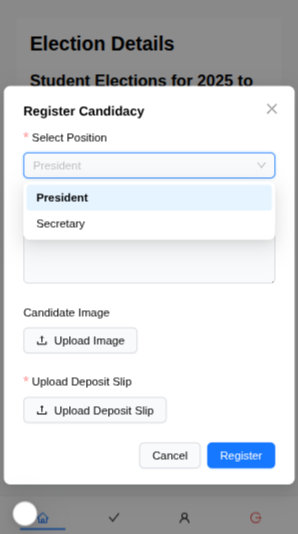 Election Details
Student Elections for 2025 to
Register Candidacy
* Select Position
President
President
Secretary
Candidate Image
Upload Image
* Upload Deposit Slip
Upload Deposit Slip
Cancel Register